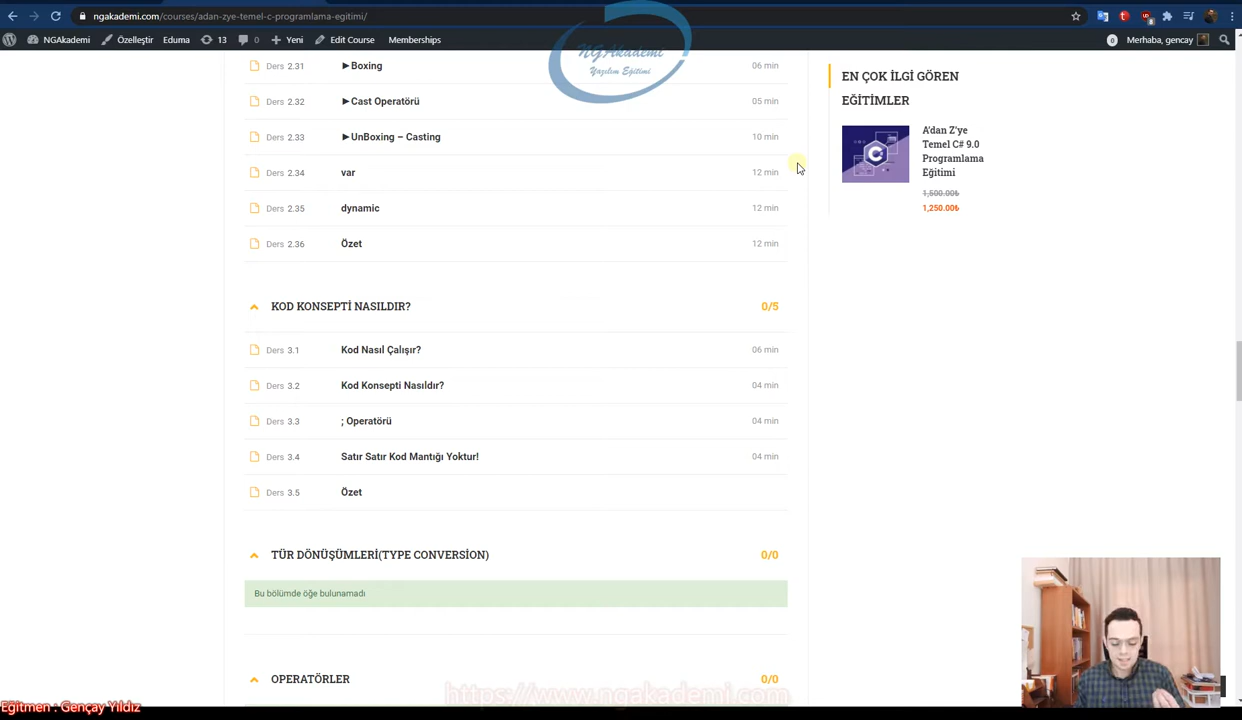 ngakademi.com/courses/adan-zye-temel-c-programlama-egitimi/
NGAkademi Özelleştir Eduma 13 0 Yeni Edit Course Memberships 0 Merhaba, gencay
NGAkademi
Yazılım Eğitimi
Ders 2.31 ►Boxing 06 min
Ders 2.32 ►Cast Operatörü 05 min
Ders 2.33 ►UnBoxing – Casting 10 min
Ders 2.34 var 12 min
Ders 2.35 dynamic 12 min
Ders 2.36 Özet 12 min
KOD KONSEPTİ NASILDIR? 0/5
Ders 3.1 Kod Nasıl Çalışır? 06 min
Ders 3.2 Kod Konsepti Nasıldır? 04 min
Ders 3.3 ; Operatörü 04 min
Ders 3.4 Satır Satır Kod Mantığı Yoktur! 04 min
Ders 3.5 Özet
TÜR DÖNÜŞÜMLERİ(TYPE CONVERSİON) 0/0
Bu bölümde öğe bulunamadı
OPERATÖRLER 0/0
EN ÇOK İLGİ GÖREN
EĞİTİMLER
A'dan Z'ye
Temel C# 9.0
Programlama
Eğitimi
1,500.00₺
1,250.00₺
https://www.ngakademi.com
Eğitmen : Gençay Yıldız